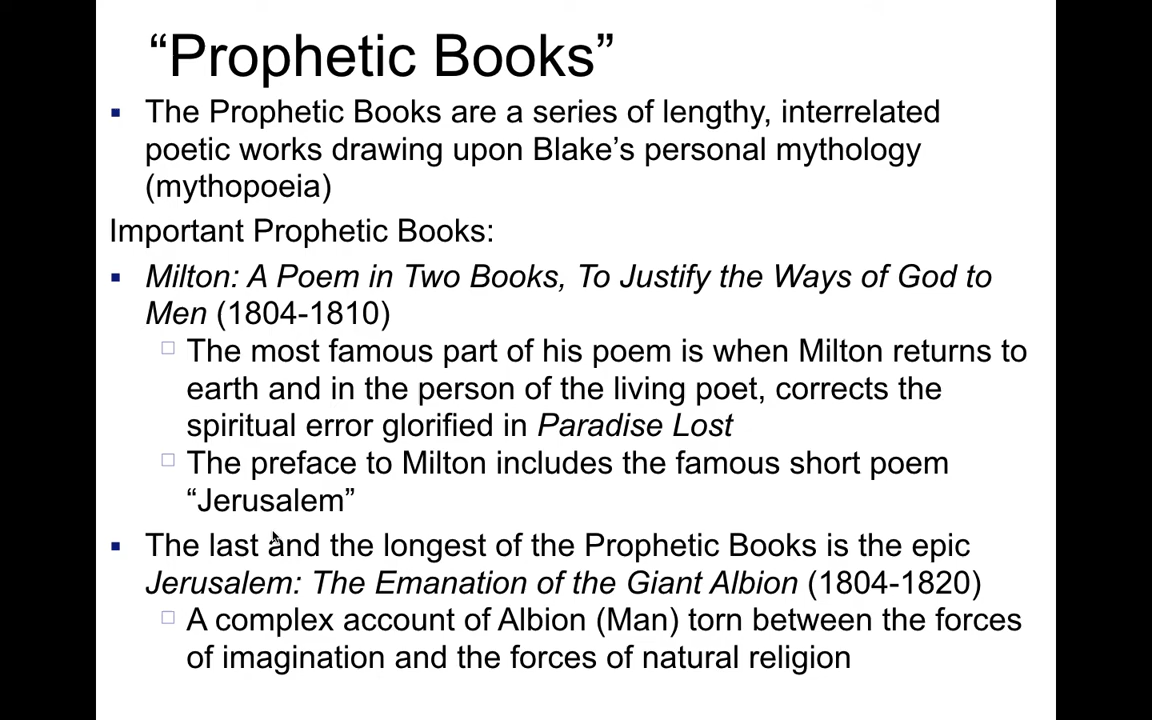 “Prophetic Books”
▪ The Prophetic Books are a series of lengthy, interrelated
poetic works drawing upon Blake’s personal mythology
(mythopoeia)
Important Prophetic Books:
▪ Milton: A Poem in Two Books, To Justify the Ways of God to
Men (1804-1810)
□ The most famous part of his poem is when Milton returns to
earth and in the person of the living poet, corrects the
spiritual error glorified in Paradise Lost
□ The preface to Milton includes the famous short poem
“Jerusalem”
▪ The last and the longest of the Prophetic Books is the epic
Jerusalem: The Emanation of the Giant Albion (1804-1820)
□ A complex account of Albion (Man) torn between the forces
of imagination and the forces of natural religion